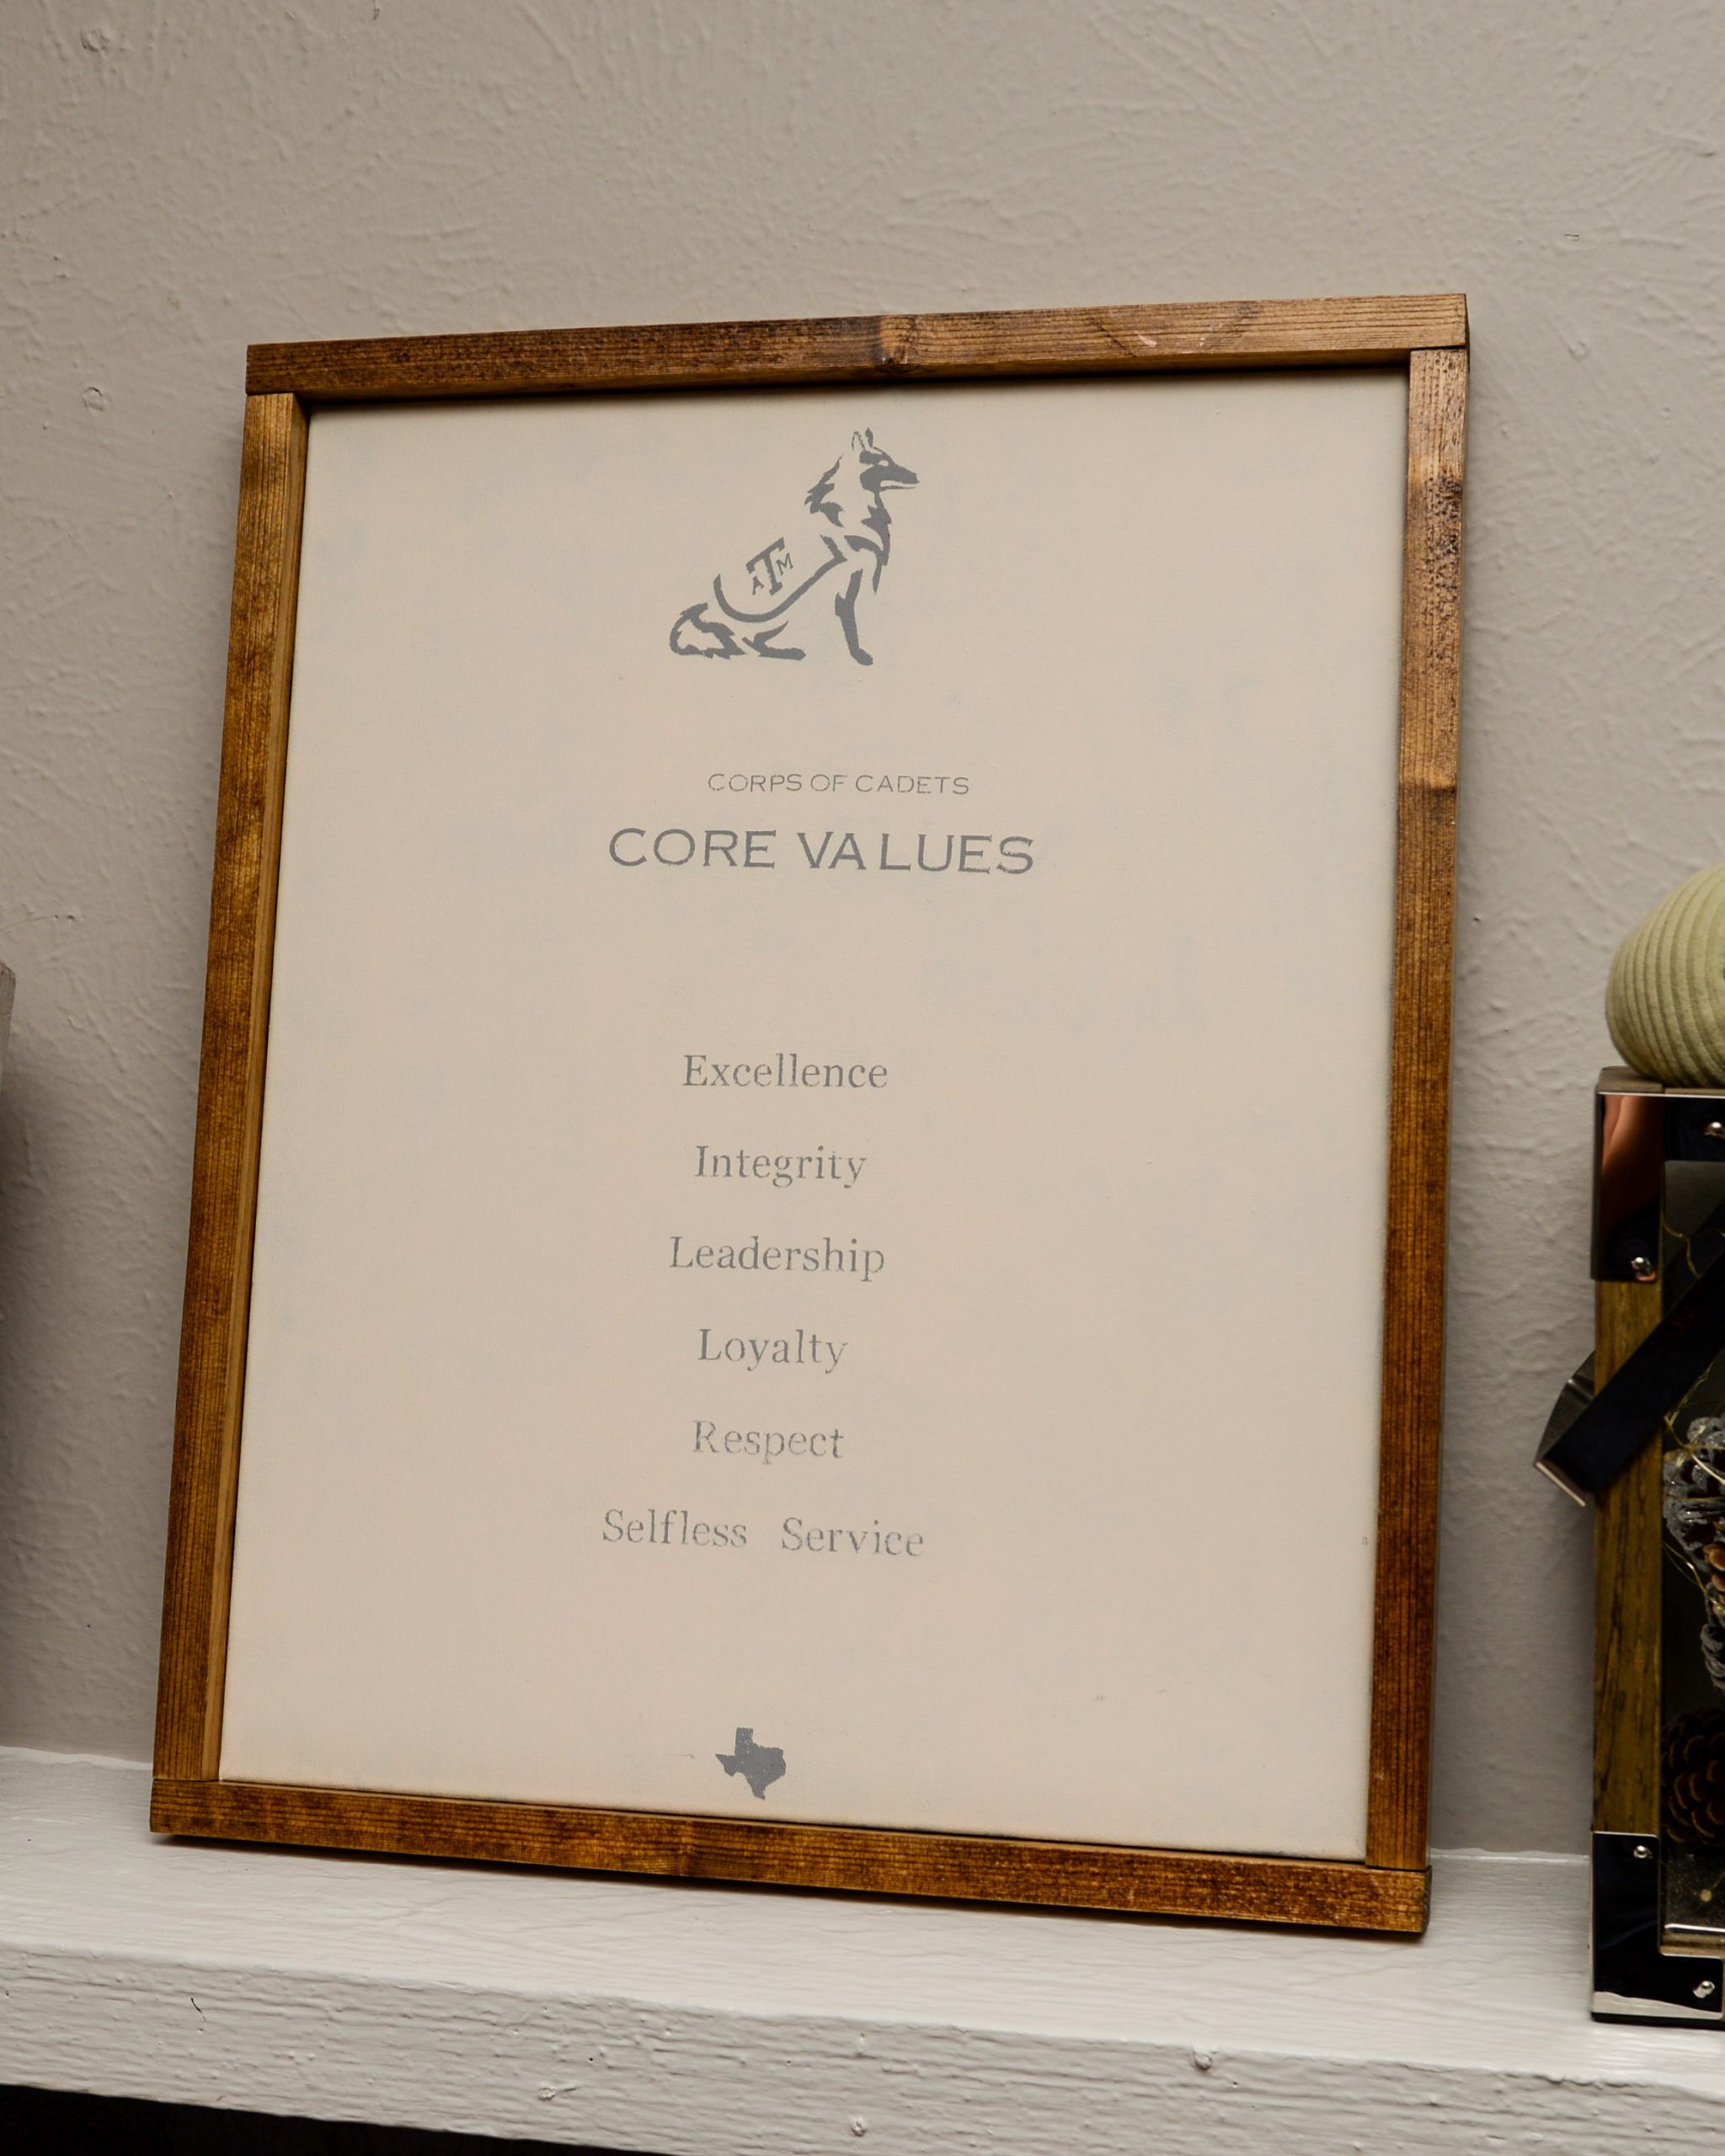 ATM
CORPS OF CADETS
CORE VALUES
Excellence
Integrity
Leadership
Loyalty
Respect
Selfless Service